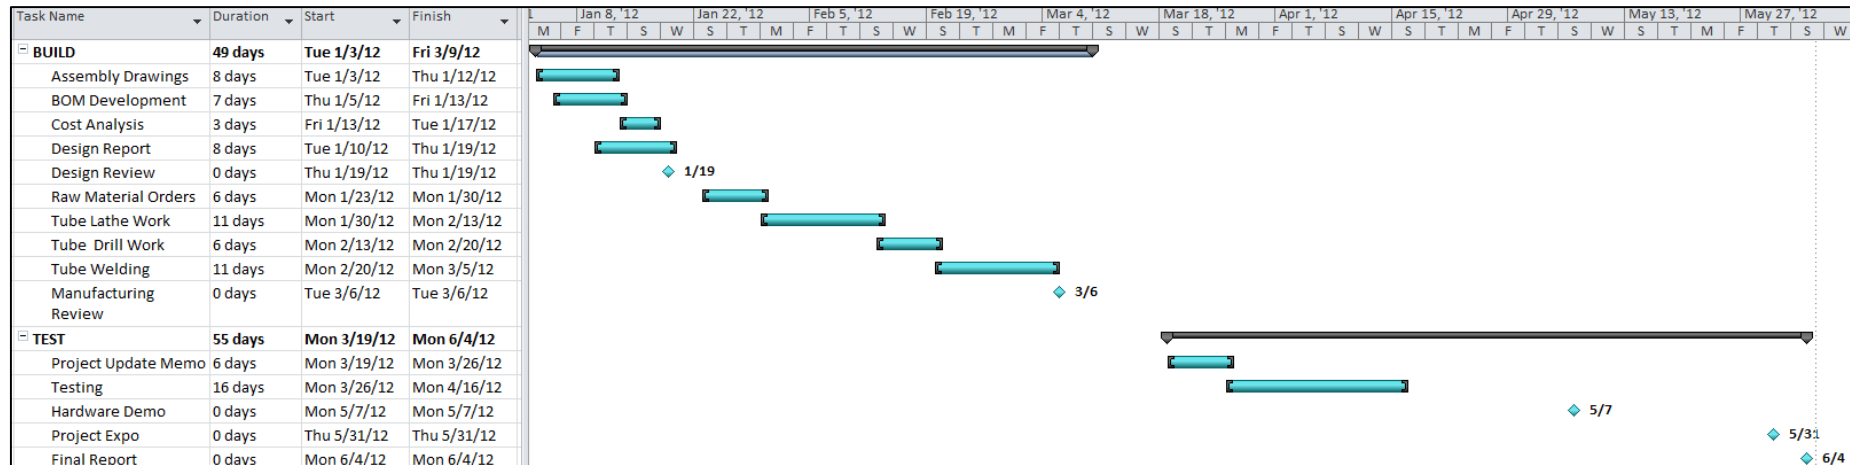 Task Name Duration Start Finish 1 Jan 8, '12 Jan 22, '12 Feb 5, '12 Feb 19, '12 Mar 4, '12 Mar 18, '12 Apr 1, '12 Apr 15, '12 Apr 29, '12 May 13, '12 May 27, '12
M F T S W S T M F T S W S T M F T S W S T M F T S W S T M F T S W S T M F T S W
BUILD 49 days Tue 1/3/12 Fri 3/9/12
Assembly Drawings 8 days Tue 1/3/12 Thu 1/12/12
BOM Development 7 days Thu 1/5/12 Fri 1/13/12
Cost Analysis 3 days Fri 1/13/12 Tue 1/17/12
Design Report 8 days Tue 1/10/12 Thu 1/19/12
Design Review 0 days Thu 1/19/12 Thu 1/19/12 1/19
Raw Material Orders 6 days Mon 1/23/12 Mon 1/30/12
Tube Lathe Work 11 days Mon 1/30/12 Mon 2/13/12
Tube Drill Work 6 days Mon 2/13/12 Mon 2/20/12
Tube Welding 11 days Mon 2/20/12 Mon 3/5/12
Manufacturing 0 days Tue 3/6/12 Tue 3/6/12 3/6
Review
TEST 55 days Mon 3/19/12 Mon 6/4/12
Project Update Memo 6 days Mon 3/19/12 Mon 3/26/12
Testing 16 days Mon 3/26/12 Mon 4/16/12
Hardware Demo 0 days Mon 5/7/12 Mon 5/7/12 5/7
Project Expo 0 days Thu 5/31/12 Thu 5/31/12 5/31
Final Report 0 days Mon 6/4/12 Mon 6/4/12 6/4